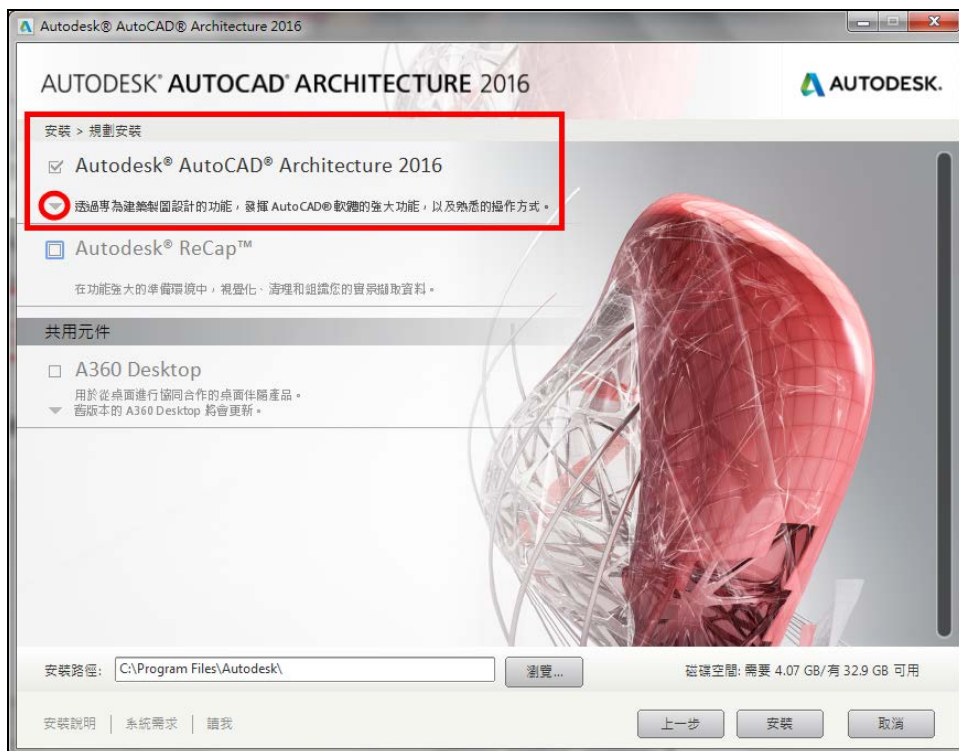 Autodesk® AutoCAD® Architecture 2016
AUTODESK® AUTOCAD® ARCHITECTURE 2016
AUTODESK.
安裝 > 規劃安裝
Autodesk® AutoCAD® Architecture 2016
透過專為建築製圖設計的功能，發揮 AutoCAD® 軟體的強大功能，以及熟悉的操作方式。
Autodesk® ReCap™
在功能強大的準備環境中，視覺化、清理和組織您的實景擷取資料。
共用元件
A360 Desktop
用於從桌面進行協同合作的桌面伴隨產品。
舊版本的 A360 Desktop 將會更新。
安裝路徑: C:\Program Files\Autodesk\ 瀏覽... 磁碟空間: 需要 4.07 GB/有 32.9 GB 可用
安裝說明 | 系統需求 | 讀我 上一步 安裝 取消